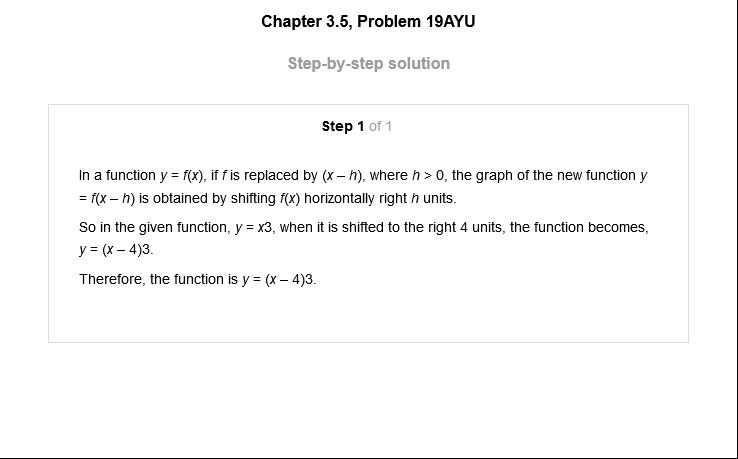 Chapter 3.5, Problem 19AYU
Step-by-step solution
Step 1 of 1
In a function y = f(x), if f is replaced by (x – h), where h > 0, the graph of the new function y
= f(x – h) is obtained by shifting f(x) horizontally right h units.
So in the given function, y = x3, when it is shifted to the right 4 units, the function becomes,
y = (x – 4)3.
Therefore, the function is y = (x – 4)3.